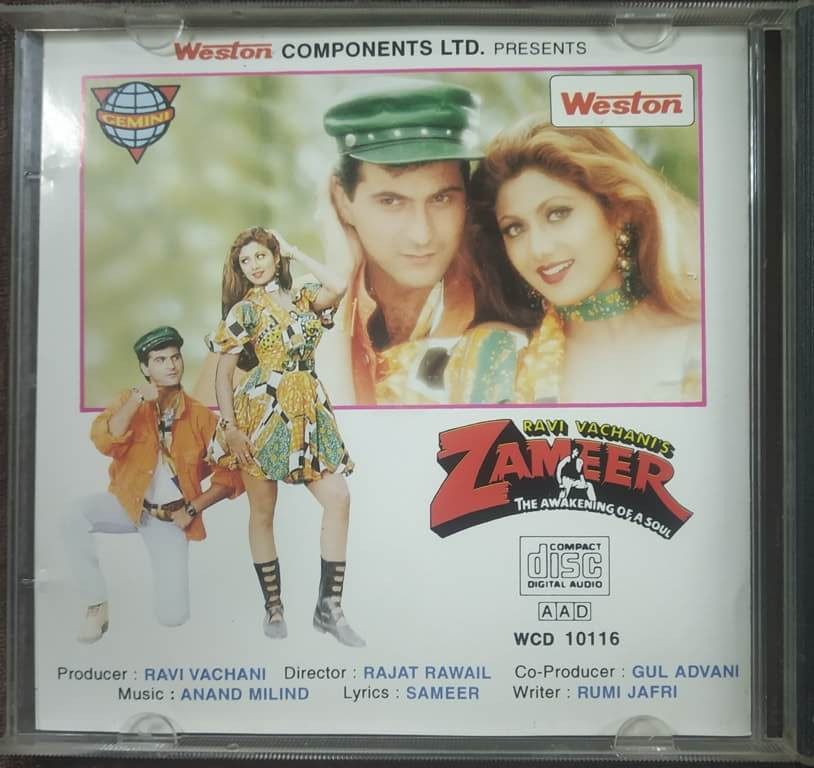 Weston COMPONENTS LTD. PRESENTS
GEMINI
Weston
RAVI VACHANI'S
ZAMEER
THE AWAKENING OF A SOUL
COMPACT
disc
DIGITAL AUDIO
AAD
WCD 10116
Producer : RAVI VACHANI Director : RAJAT RAWAIL Co-Producer : GUL ADVANI
Music : ANAND MILIND Lyrics : SAMEER Writer : RUMI JAFRI